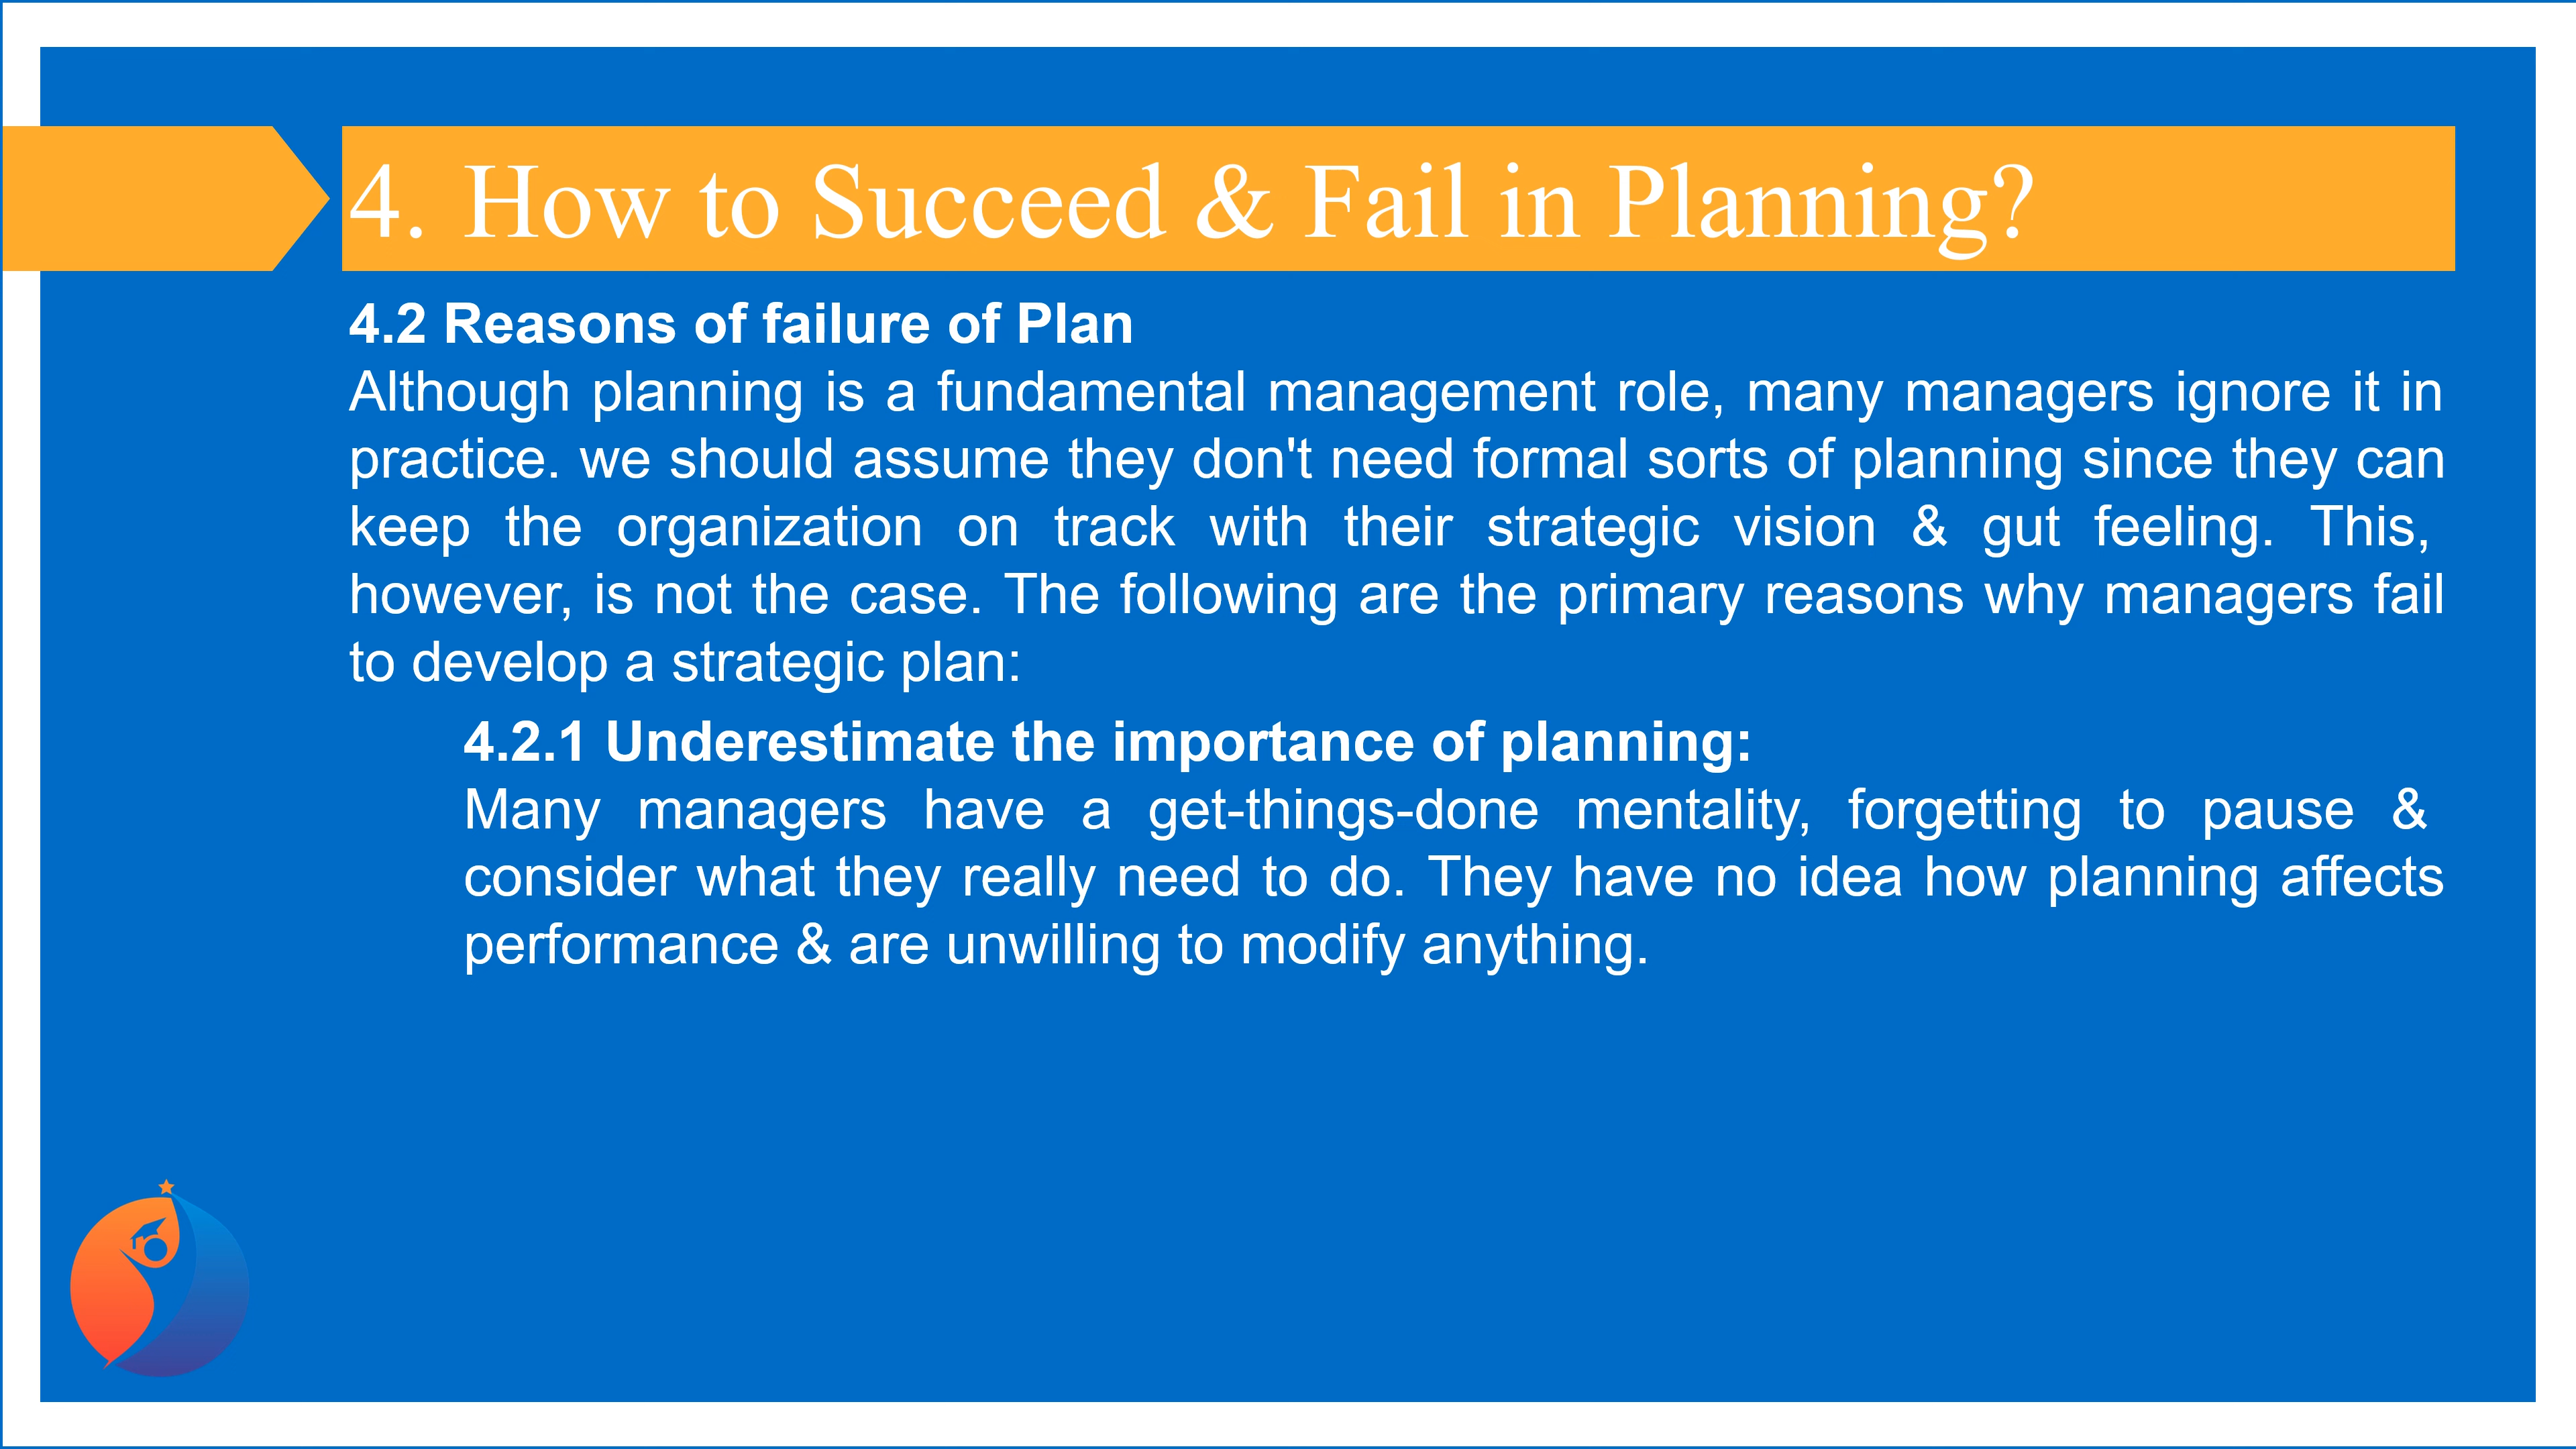 4. How to Succeed & Fail in Planning?
4.2 Reasons of failure of Plan
Although planning is a fundamental management role, many managers ignore it in
practice. we should assume they don't need formal sorts of planning since they can
keep the organization on track with their strategic vision & gut feeling. This,
however, is not the case. The following are the primary reasons why managers fail
to develop a strategic plan:
4.2.1 Underestimate the importance of planning:
Many managers have a get-things-done mentality, forgetting to pause &
consider what they really need to do. They have no idea how planning affects
performance & are unwilling to modify anything.